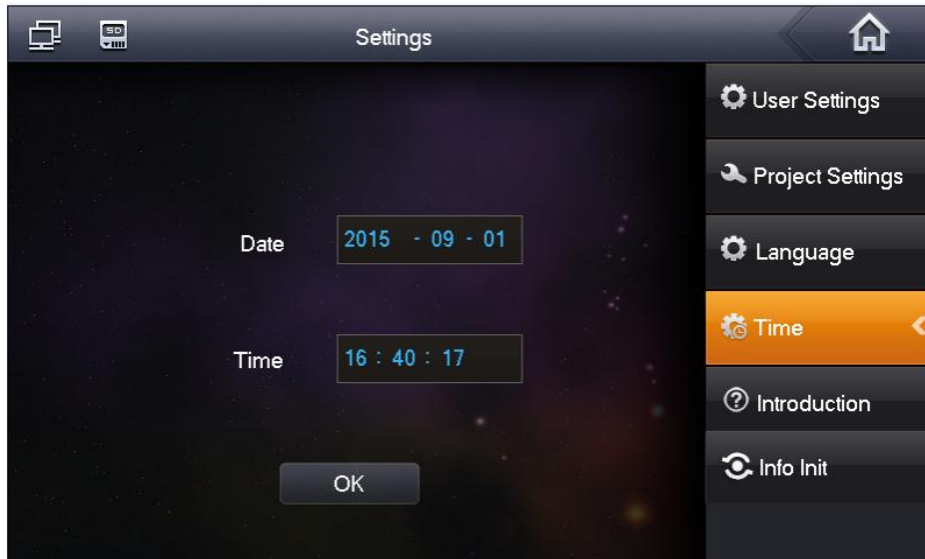 SD
Settings
User Settings
Project Settings
Date
2015 - 09 - 01
Language
Time
Time
16 : 40 : 17
Introduction
OK
Info Init